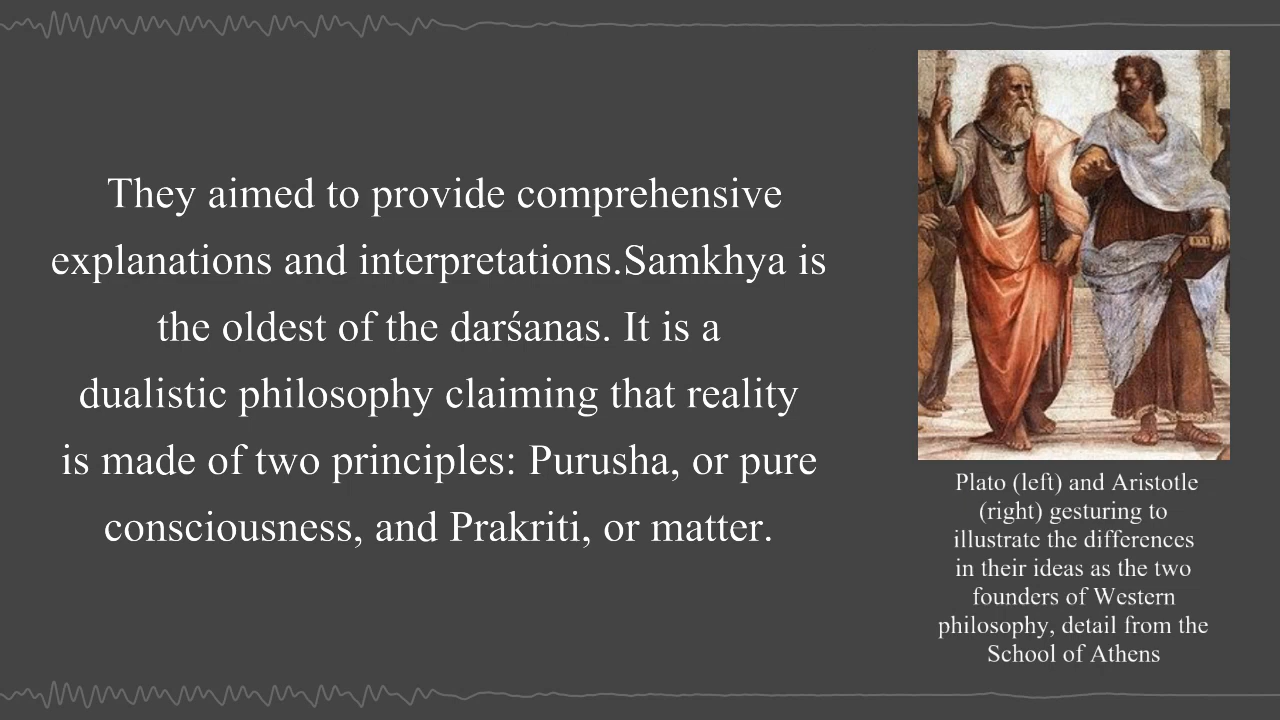 They aimed to provide comprehensive
explanations and interpretations.Samkhya is
the oldest of the darśanas. It is a
dualistic philosophy claiming that reality
is made of two principles: Purusha, or pure
consciousness, and Prakriti, or matter.
Plato (left) and Aristotle
(right) gesturing to
illustrate the differences
in their ideas as the two
founders of Western
philosophy, detail from the
School of Athens